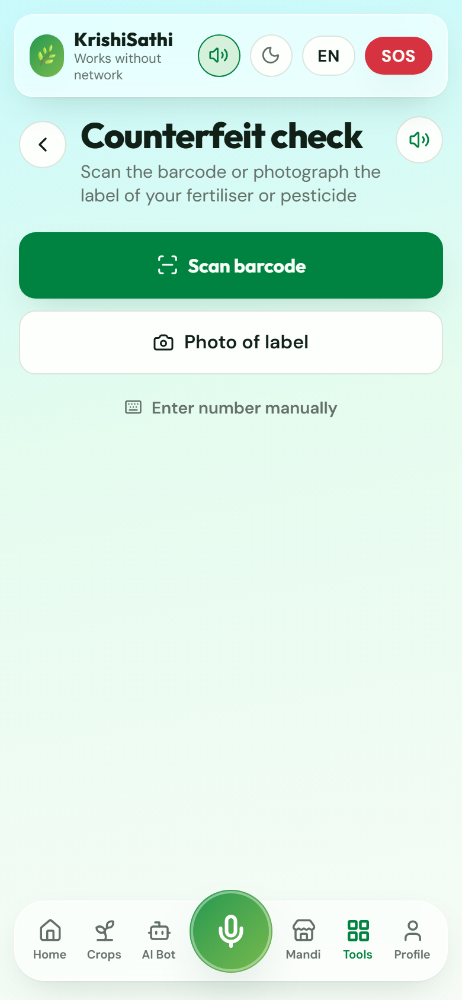 KrishiSathi
Works without
network
EN
SOS
Counterfeit check
Scan the barcode or photograph the
label of your fertiliser or pesticide
Scan barcode
Photo of label
Enter number manually
Home
Crops
AI Bot
Mandi
Tools
Profile